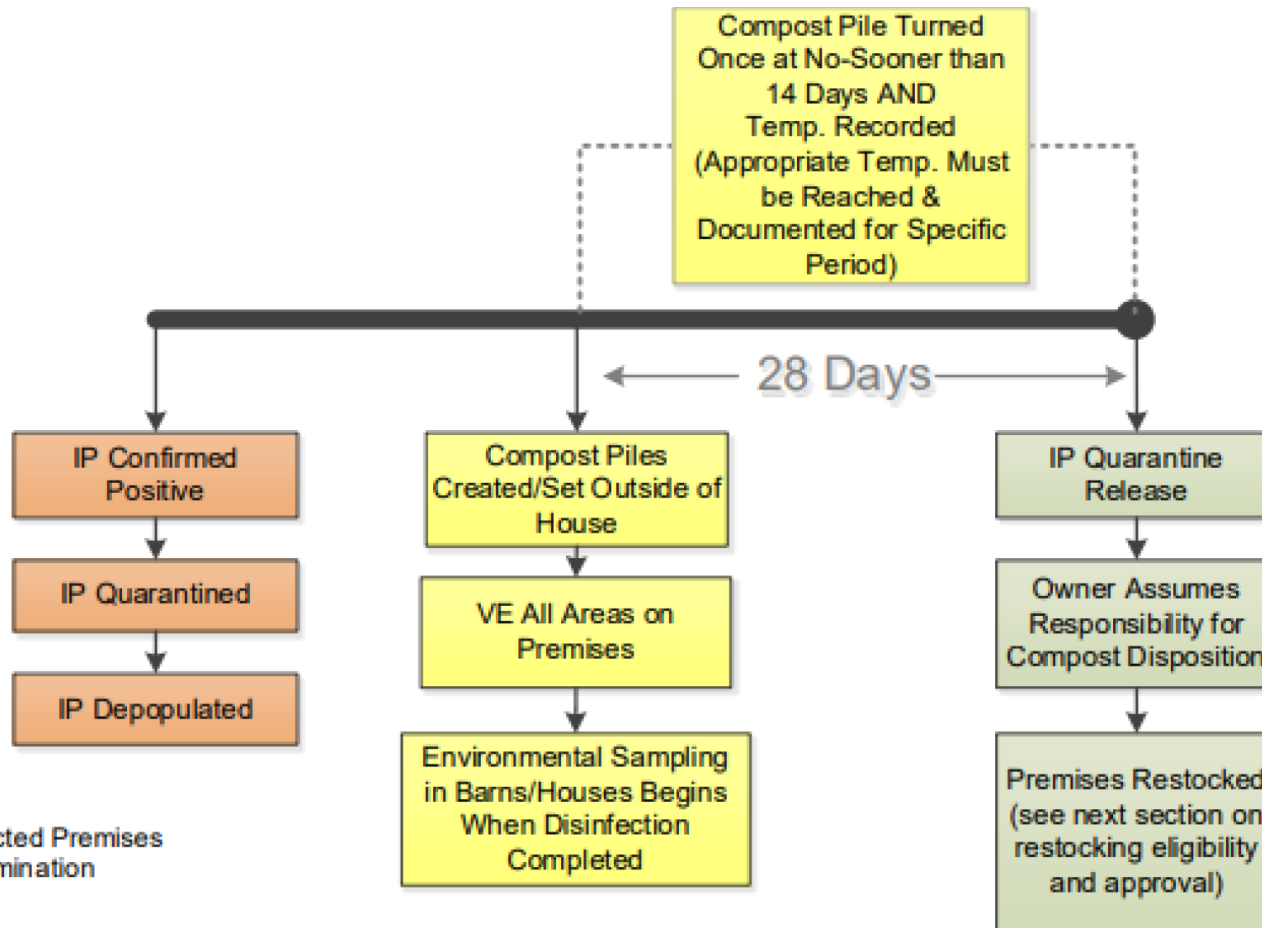 Compost Pile Turned
Once at No-Sooner than
14 Days AND
Temp. Recorded
(Appropriate Temp. Must
be Reached &
Documented for Specific
Period)
28 Days
IP Confirmed
Positive
IP Quarantined
IP Depopulated
Compost Piles
Created/Set Outside of
House
VE All Areas on
Premises
Environmental Sampling
in Barns/Houses Begins
When Disinfection
Completed
IP Quarantine
Release
Owner Assumes
Responsibility for
Compost Disposition
Premises Restocked
(see next section on
restocking eligibility
and approval)
cted Premises
mination